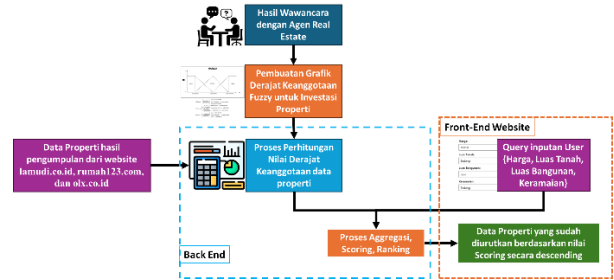 Hasil Wawancara
dengan Agen Real
Estate
Pembuatan Grafik
Derajat Keanggotaan
Fuzzy untuk Investasi
Properti
Data Properti hasil
pengumpulan dari website
lamudi.co.id, rumah123.com,
dan olx.co.id
Proses Perhitungan
Nilai Derajat
Keanggotaan data
properti
Front-End Website
Query inputan User
{Harga, Luas Tanah,
Luas Bangunan,
Keramaian}
Back End
Proses Aggregasi,
Scoring, Ranking
Data Properti yang sudah
diurutkan berdasarkan nilai
Scoring secara descending